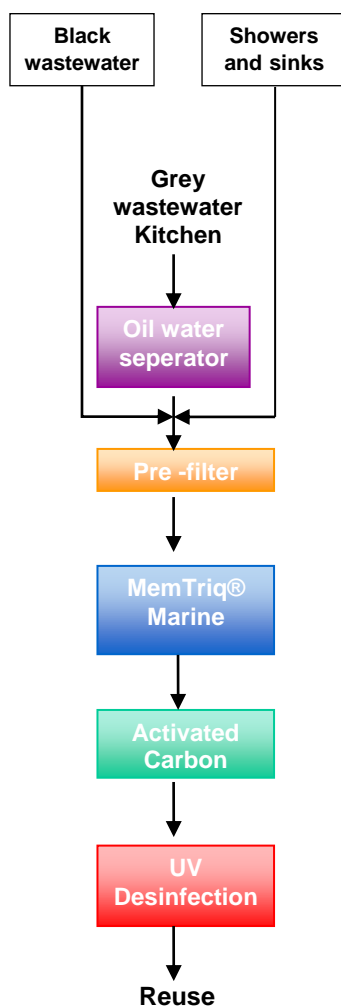 Black
wastewater
Showers
and sinks
Grey
wastewater
Kitchen
Oil water
seperator
Pre -filter
MemTriq®
Marine
Activated
Carbon
UV
Desinfection
Reuse